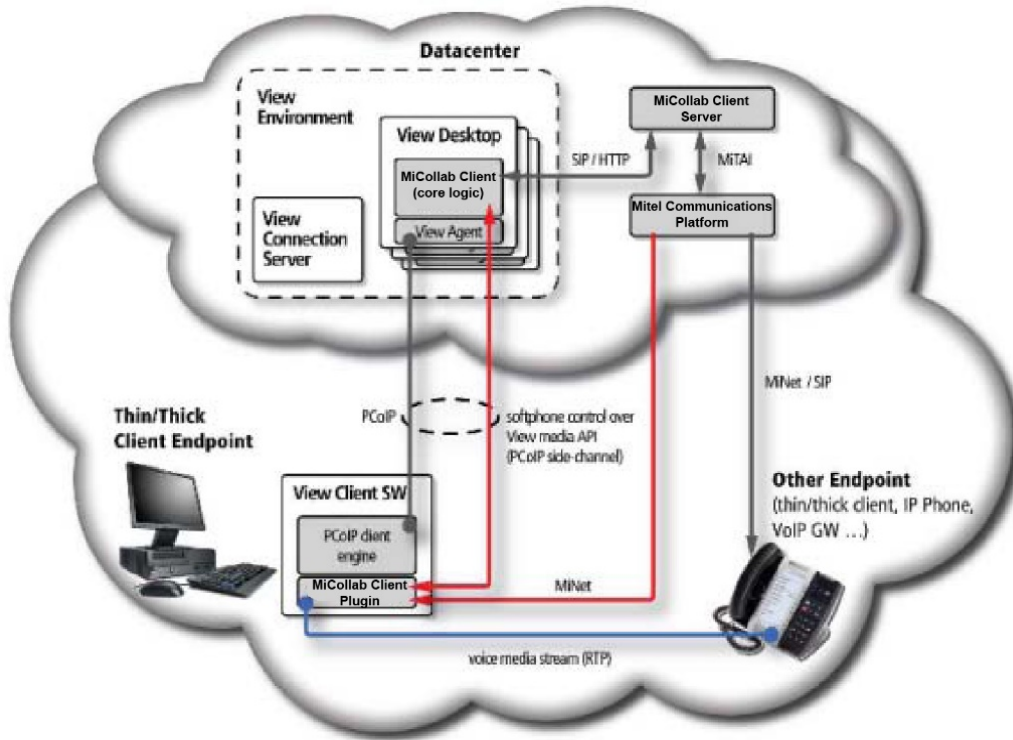 Datacenter
View
Environment
View Desktop
MiCollab Client
(core logic)
View Agent
View
Connection
Server
SIP / HTTP
MiCollab Client
Server
MiTAI
Mitel Communications
Platform
MiNet / SIP
PCoIP
softphone control over
View media API
(PCoIP side-channel)
Thin/Thick
Client Endpoint
View Client SW
PCoIP client
engine
MiCollab Client
Plugin
MiNet
Other Endpoint
(thin/thick client, IP Phone,
VoIP GW ...)
voice media stream (RTP)